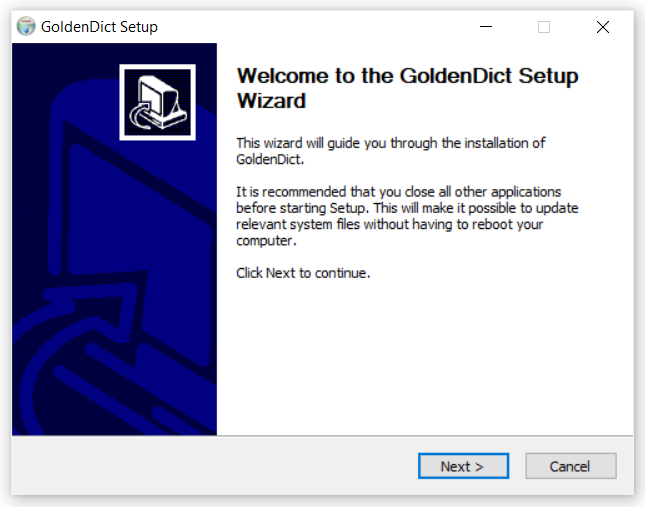 GoldenDict Setup
Welcome to the GoldenDict Setup
Wizard
This wizard will guide you through the installation of
GoldenDict.
It is recommended that you close all other applications
before starting Setup. This will make it possible to update
relevant system files without having to reboot your
computer.
Click Next to continue.
Next >
Cancel